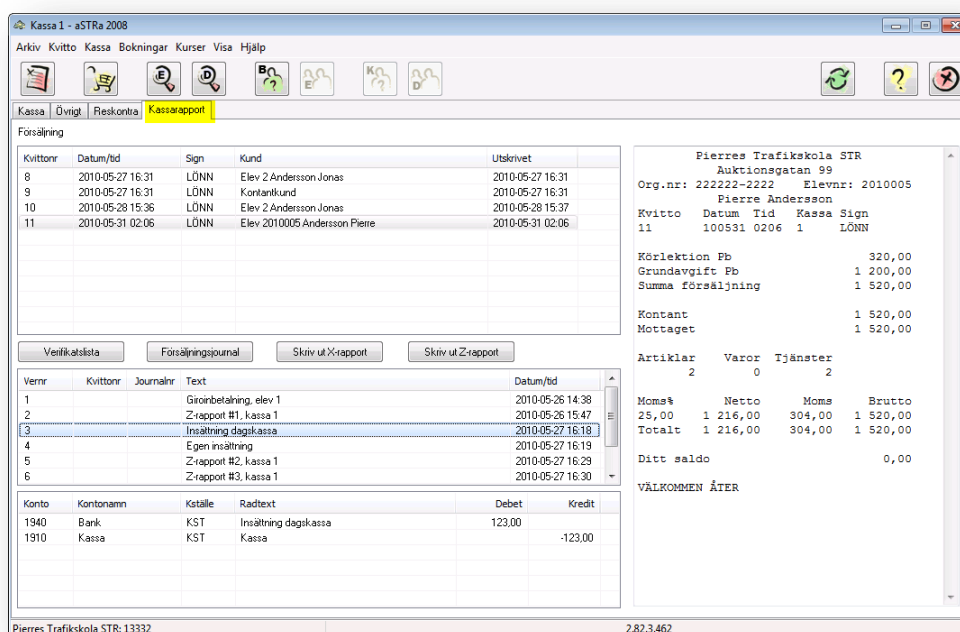 Kassa 1 - aSTRa 2008
Arkiv Kvitto Kassa Bokningar Kurser Visa Hjälp
E D B ? E K ? D ?
Kassa Övrigt Reskontra Kassarapport
Försäljning
Kvittonr Datum/tid Sign Kund Utskrivet
8 2010-05-27 16:31 LÖNN Elev 2 Andersson Jonas 2010-05-27 16:31
9 2010-05-27 16:31 LÖNN Kontantkund 2010-05-27 16:31
10 2010-05-28 15:36 LÖNN Elev 2 Andersson Jonas 2010-05-28 15:37
11 2010-05-31 02:06 LÖNN Elev 2010005 Andersson Pierre 2010-05-31 02:06
Verifikatslista Försäljningsjournal Skriv ut X-rapport Skriv ut Z-rapport
Vernr Kvittonr Journalnr Text Datum/tid
1 Giroinbetalning, elev 1 2010-05-26 14:38
2 Z-rapport #1, kassa 1 2010-05-26 15:47
3 Insättning dagskassa 2010-05-27 16:18
4 Egen insättning 2010-05-27 16:19
5 Z-rapport #2, kassa 1 2010-05-27 16:29
6 Z-rapport #3, kassa 1 2010-05-27 16:30
Konto Kontonamn Kställe Radtext Debet Kredit
1940 Bank KST Insättning dagskassa 123,00
1910 Kassa KST Kassa -123,00
Pierres Trafikskola STR
Auktionsgatan 99
Org.nr: 222222-2222 Elevnr: 2010005
Pierre Andersson
Kvitto Datum Tid Kassa Sign
11 100531 0206 1 LÖNN
Körlektion Pb 320,00
Grundavgift Pb 1 200,00
Summa försäljning 1 520,00
Kontant 1 520,00
Mottaget 1 520,00
Artiklar Varor Tjänster
2 0 2
Moms% Netto Moms Brutto
25,00 1 216,00 304,00 1 520,00
Totalt 1 216,00 304,00 1 520,00
Ditt saldo 0,00
VÄLKOMMEN ÅTER
Pierres Trafikskola STR: 13332 2.82.3.462